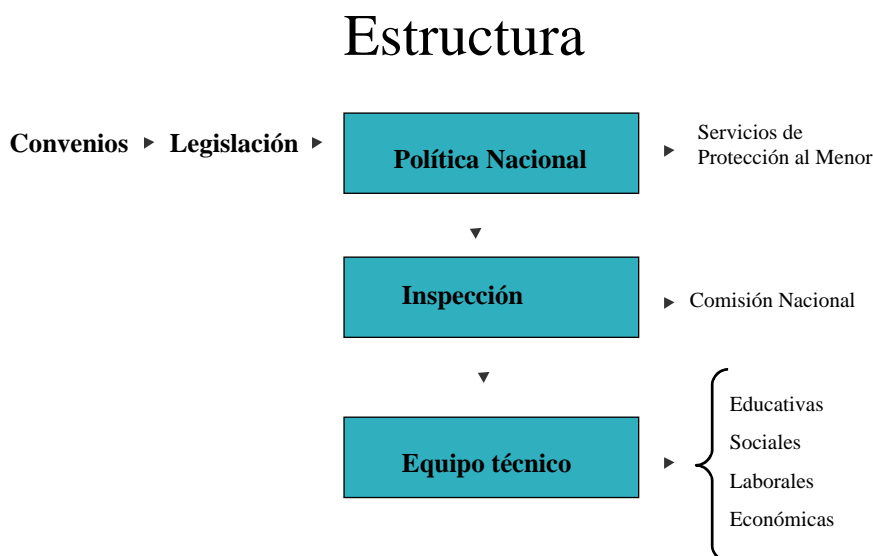 Estructura
Convenios
Legislación
Política Nacional
Servicios de
Protección al Menor
Inspección
Comisión Nacional
Equipo técnico
Educativas
Sociales
Laborales
Económicas